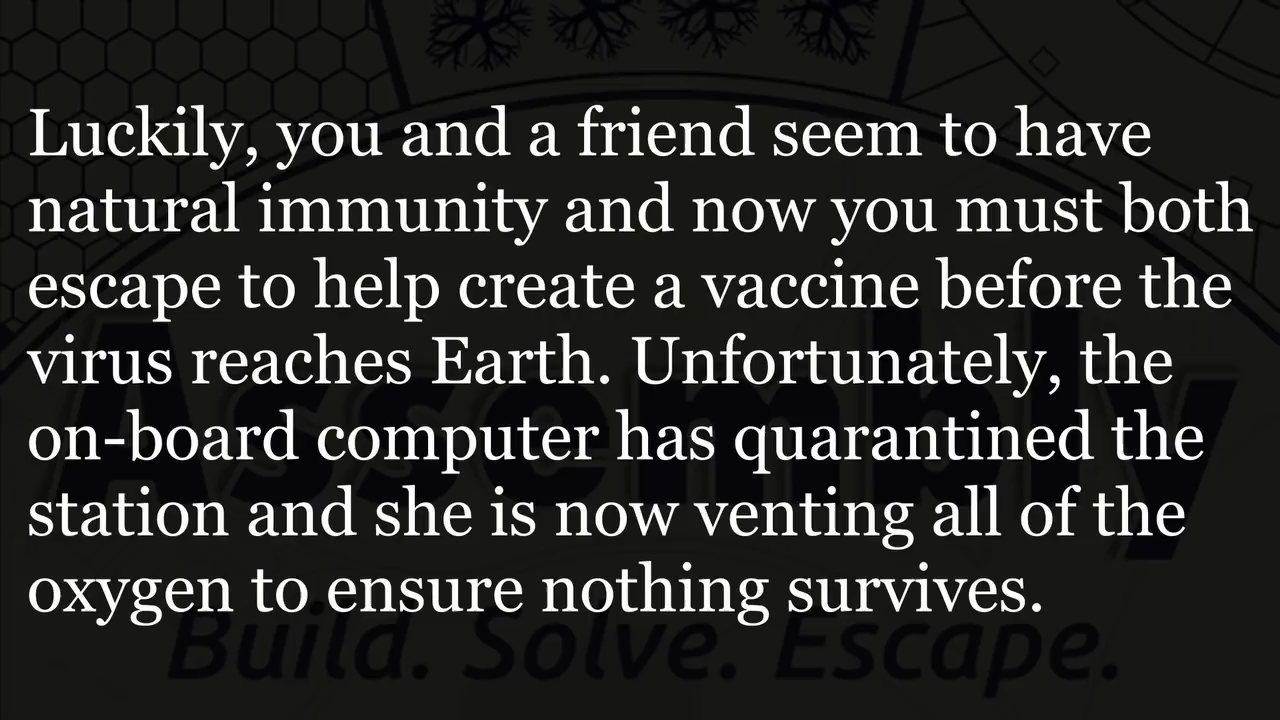 Luckily, you and a friend seem to have
natural immunity and now you must both
escape to help create a vaccine before the
virus reaches Earth. Unfortunately, the
on-board computer has quarantined the
station and she is now venting all of the
oxygen to ensure nothing survives.
Assembly
Build. Solve. Escape.